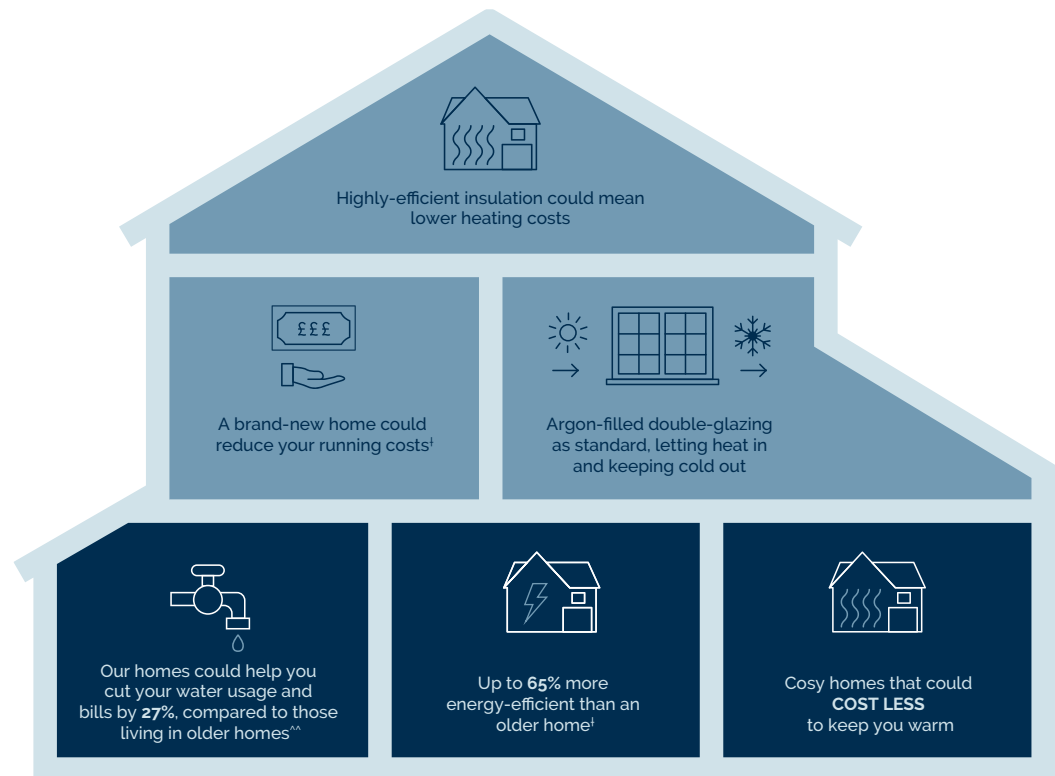 Highly-efficient insulation could mean
lower heating costs
£££
A brand-new home could
reduce your running costsƗ
Argon-filled double-glazing
as standard, letting heat in
and keeping cold out
Our homes could help you
cut your water usage and
bills by 27%, compared to those
living in older homes^^
Up to 65% more
energy-efficient than an
older homeƗ
Cosy homes that could
COST LESS
to keep you warm